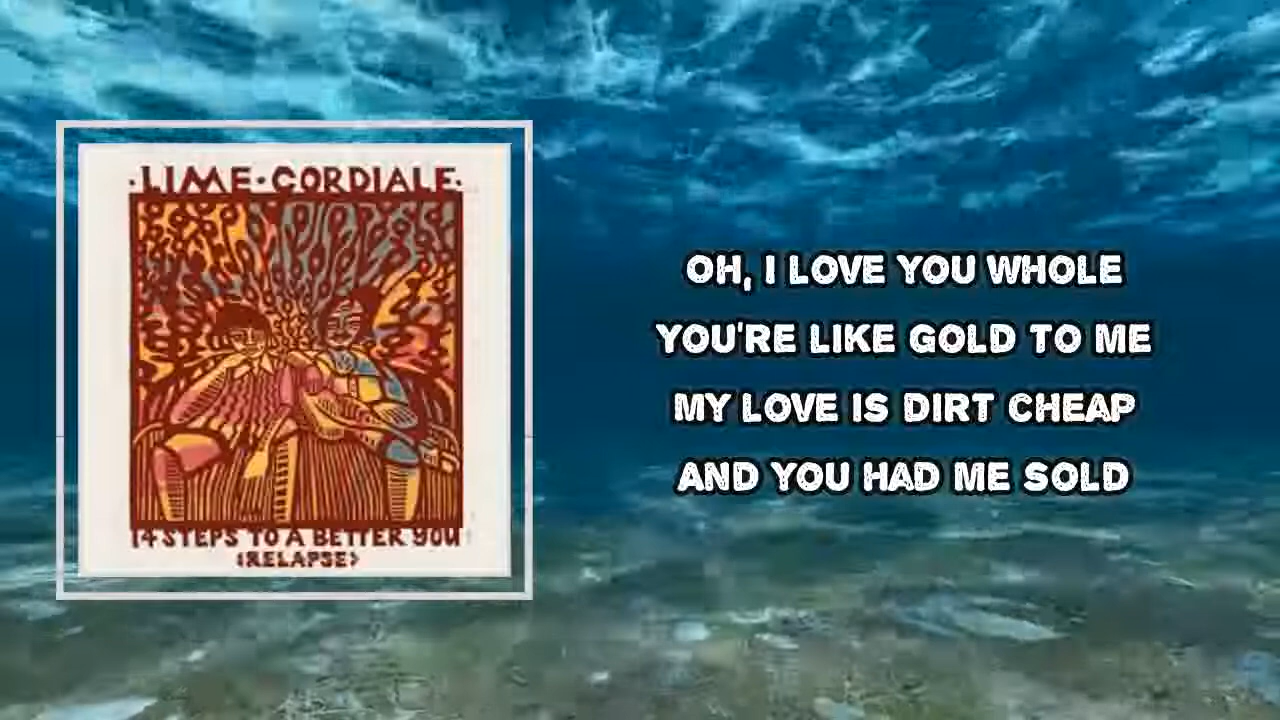 ·LIME·CORDIALE·
14 STEPS TO A BETTER YOU
(RELAPSE)
OH, I LOVE YOU WHOLE
YOU'RE LIKE GOLD TO ME
MY LOVE IS DIRT CHEAP
AND YOU HAD ME SOLD